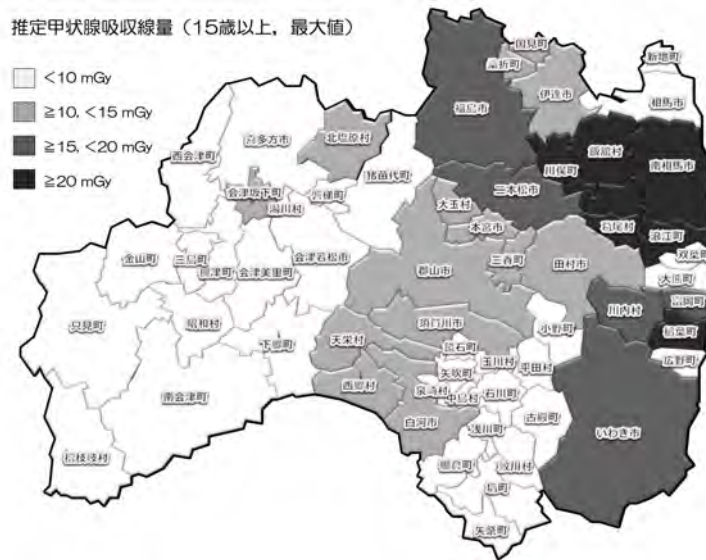 推定甲状腺吸収線量（15歳以上，最大値）
<10 mGy
≧10，<15 mGy
≧15，<20 mGy
≧20 mGy
国見町
桑折町
新地町
伊達市
相馬市
福島市
喜多方市
北塩原村
西会津町
飯舘村
川俣町
南相馬市
猪苗代町
会津坂下町
湯川村
磐梯町
二本松市
大玉村
本宮市
葛尾村
浪江町
双葉町
金山町
三島町
柳津町
会津美里町
会津若松市
郡山市
三春町
田村市
大熊町
富岡町
川内村
只見町
昭和村
下郷町
天栄村
須賀川市
鏡石町
小野町
楢葉町
広野町
玉川村
平田村
矢吹町
西郷村
泉崎村
中島村
石川町
南会津町
白河市
浅川町
古殿町
いわき市
檜枝岐村
棚倉町
鮫川村
塙町
矢祭町